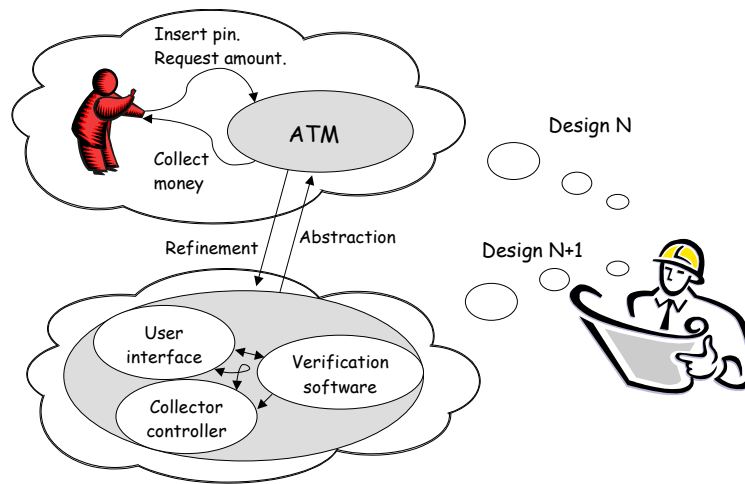 Insert pin.
Request amount.
ATM
Collect
money
Design N
Refinement
Abstraction
Design N+1
User
interface
Verification
software
Collector
controller